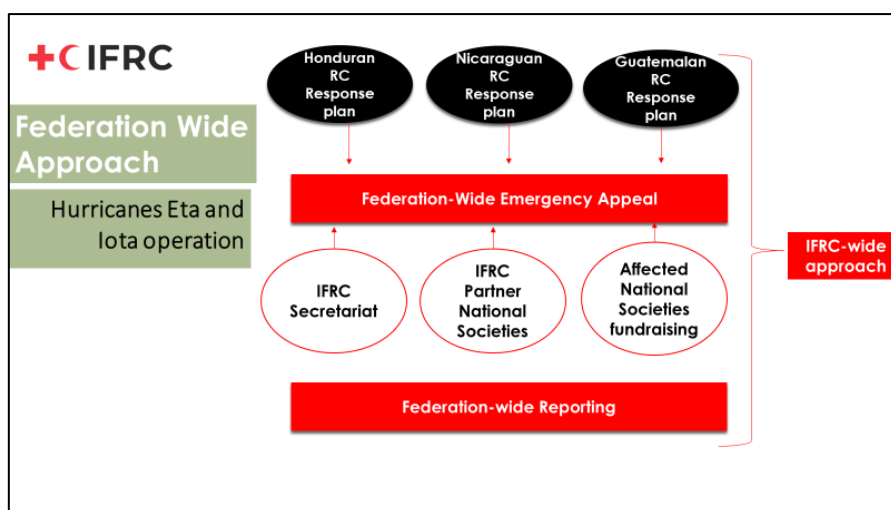 IFRC
Federation Wide
Approach
Hurricanes Eta and
Iota operation
Honduran
RC
Response
plan
Nicaraguan
RC
Response
plan
Guatemalan
RC
Response
plan
Federation-Wide Emergency Appeal
IFRC
Secretariat
IFRC
Partner
National
Societies
Affected
National
Societies
fundraising
IFRC-wide
approach
Federation-wide Reporting